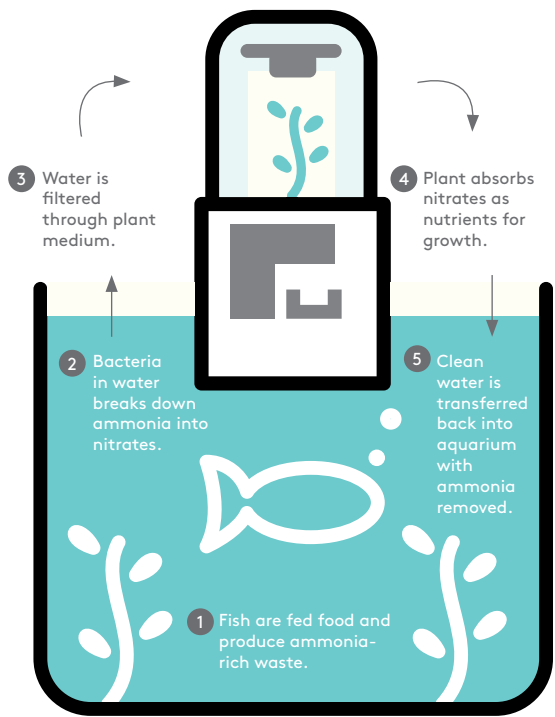 1 Fish are fed food and
produce ammonia-
rich waste.
2 Bacteria
in water
breaks down
ammonia into
nitrates.
3 Water is
filtered
through plant
medium.
4 Plant absorbs
nitrates as
nutrients for
growth.
5 Clean
water is
transferred
back into
aquarium
with
ammonia
removed.